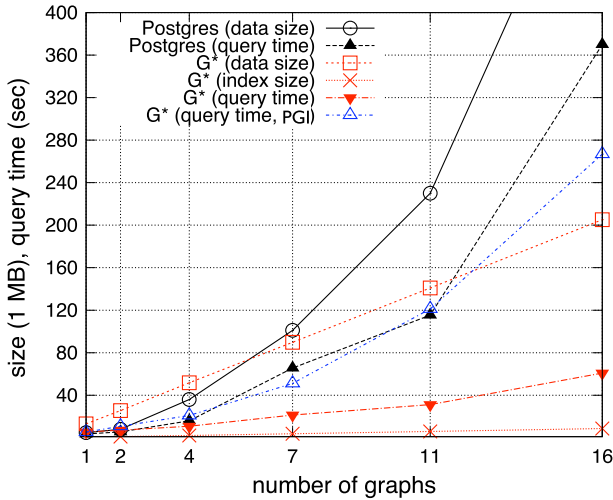 400
360
320
280
240
200
160
120
80
40
size (1 MB), query time (sec)
Postgres (data size)
Postgres (query time)
G* (data size)
G* (index size)
G* (query time)
G* (query time, PGI)
1 2 4 7 11 16
number of graphs